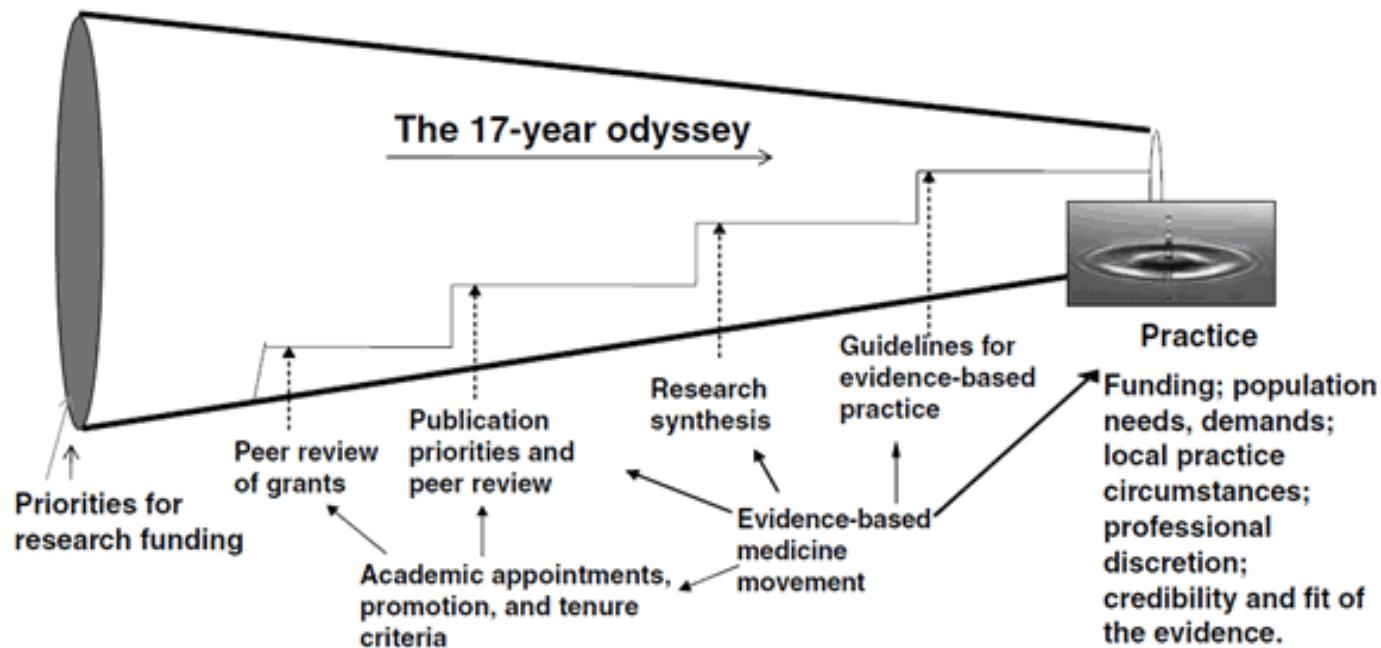 The 17-year odyssey
Priorities for
research funding
Peer review
of grants
Publication
priorities and
peer review
Research
synthesis
Guidelines for
evidence-based
practice
Academic appointments,
promotion, and tenure
criteria
Evidence-based
medicine
movement
Practice
Funding; population
needs, demands;
local practice
circumstances;
professional
discretion;
credibility and fit of
the evidence.